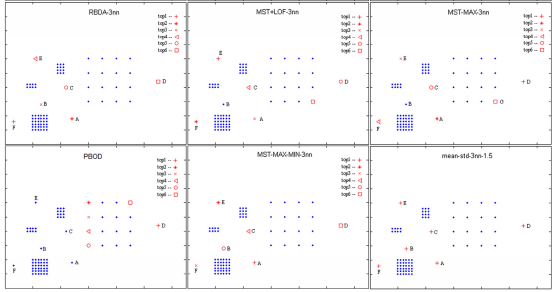 RBDA-3nn
top1 --
top2 --
top3 --
top4 --
top5 --
top6 --
E
D
C
B
A
F
MST+LOF-3nn
top1 --
top2 --
top3 --
top4 --
top5 --
top6 --
E
D
C
B
A
F
MST-MAX-3nn
top1 --
top2 --
top3 --
top4 --
top5 --
top6 --
E
D
C
G
B
A
F
PBOD
top1 --
top2 --
top3 --
top4 --
top5 --
top6 --
E
D
C
B
A
F
MST-MAX-MIN-3nn
top1 --
top2 --
top3 --
top4 --
top5 --
top6 --
E
D
C
B
A
F
mean-std-3nn-1.5
top1 --
top2 --
top3 --
top4 --
top5 --
top6 --
E
D
C
B
A
F